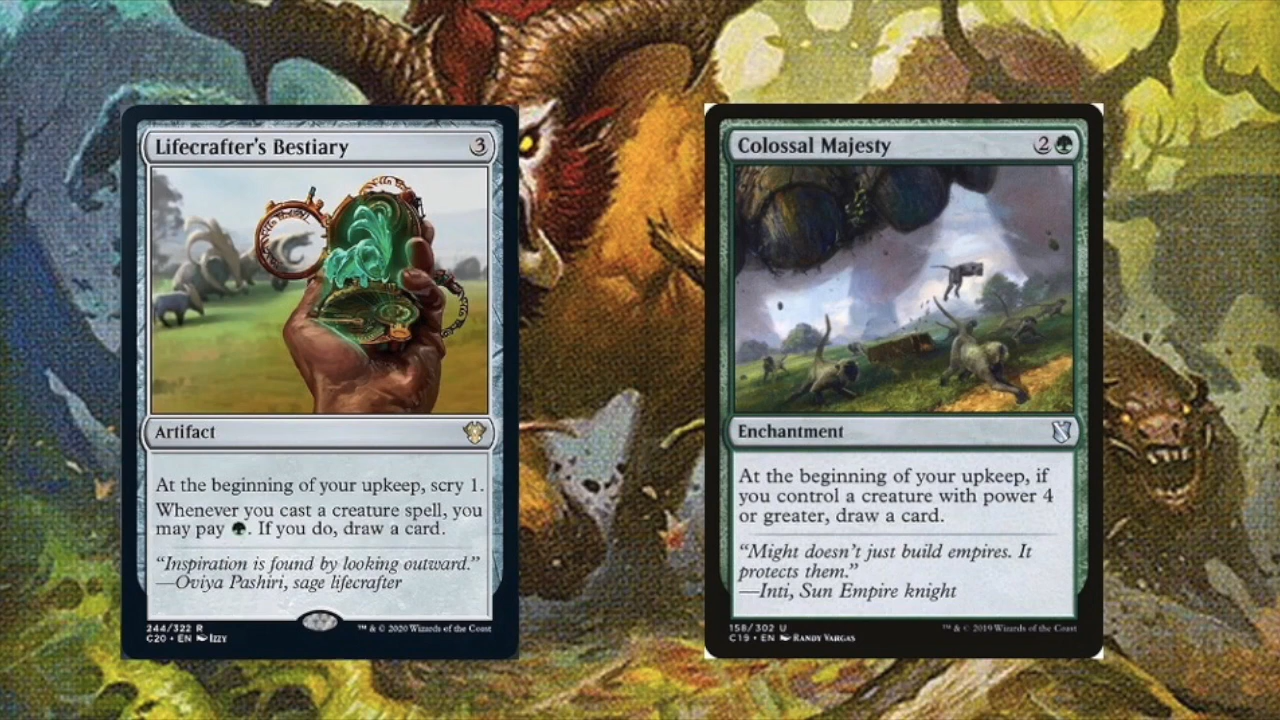 Lifecrafter's Bestiary 3
Artifact
At the beginning of your upkeep, scry 1.
Whenever you cast a creature spell, you
may pay . If you do, draw a card.
“Inspiration is found by looking outward.”
—Oviya Pashiri, sage lifecrafter
244/322 R
C20 • EN Izzy
™ & © 2020 Wizards of the Coast
Colossal Majesty 2
Enchantment
At the beginning of your upkeep, if
you control a creature with power 4
or greater, draw a card.
“Might doesn’t just build empires. It
protects them.”
—Inti, Sun Empire knight
158/302 U
C19 • EN Randy Vargas
™ & © 2019 Wizards of the Coast